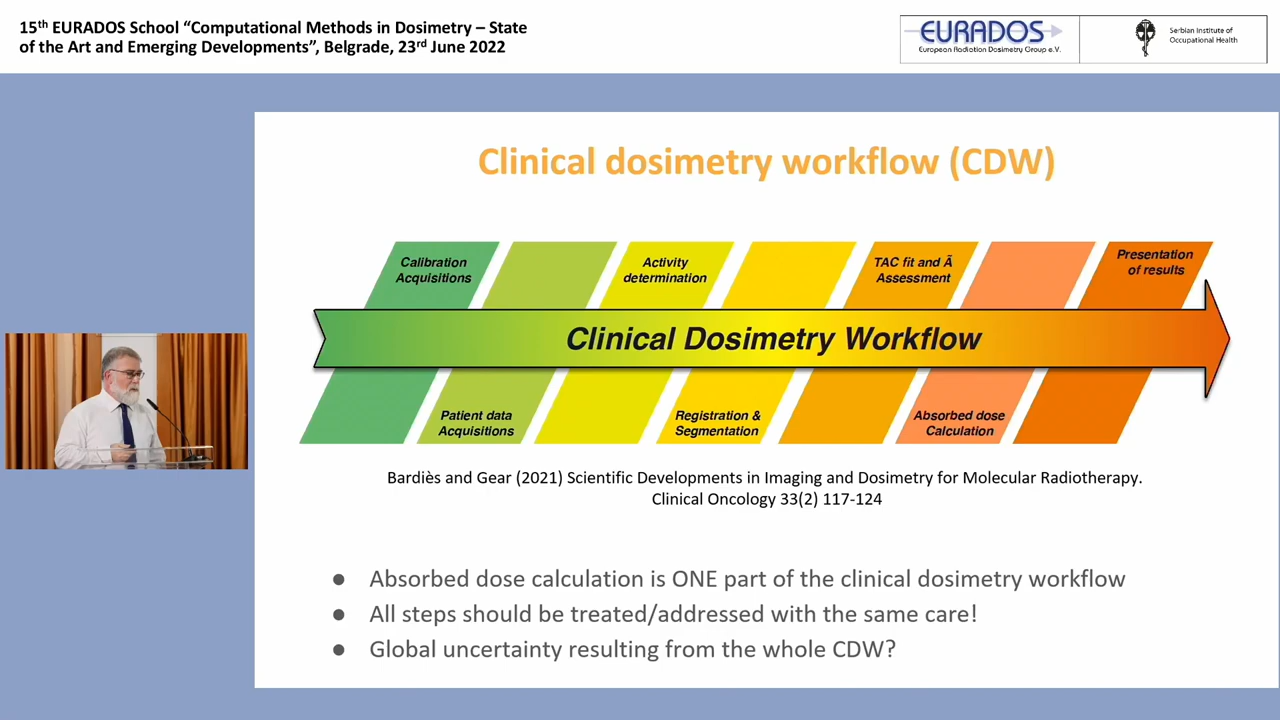 15th EURADOS School “Computational Methods in Dosimetry – State
of the Art and Emerging Developments”, Belgrade, 23rd June 2022
EURADOS
European Radiation Dosimetry Group e.V.
Serbian Institute of
Occupational Health
Clinical dosimetry workflow (CDW)
Calibration
Acquisitions
Activity
determination
TAC fit and Ã
Assessment
Presentation
of results
Clinical Dosimetry Workflow
Patient data
Acquisitions
Registration &
Segmentation
Absorbed dose
Calculation
Bardiès and Gear (2021) Scientific Developments in Imaging and Dosimetry for Molecular Radiotherapy.
Clinical Oncology 33(2) 117-124
● Absorbed dose calculation is ONE part of the clinical dosimetry workflow
● All steps should be treated/addressed with the same care!
● Global uncertainty resulting from the whole CDW?